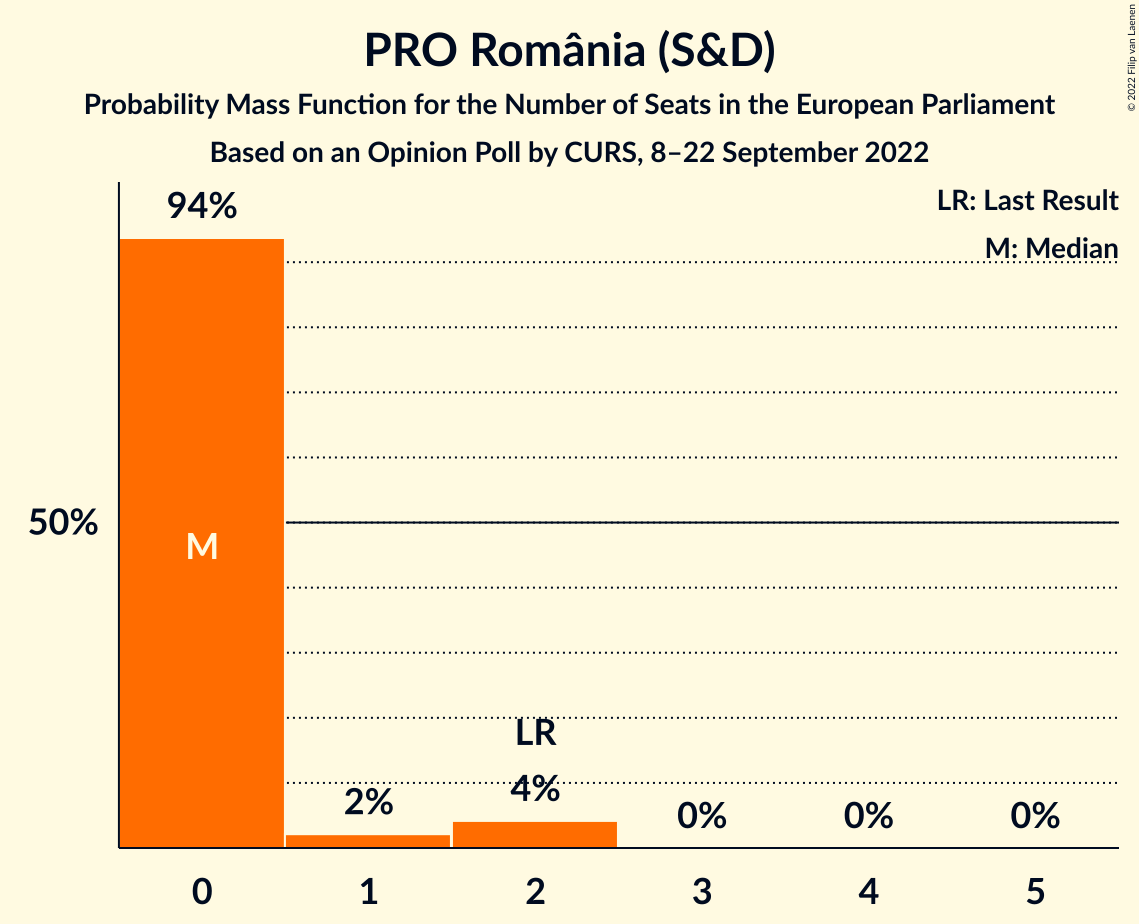 PRO România (S&D)
Probability Mass Function for the Number of Seats in the European Parliament
Based on an Opinion Poll by CURS, 8–22 September 2022
© 2022 Filip van Laenen
LR: Last Result
M: Median
94%
50%
M
LR
2%
4%
0%
0%
0%
0
1
2
3
4
5